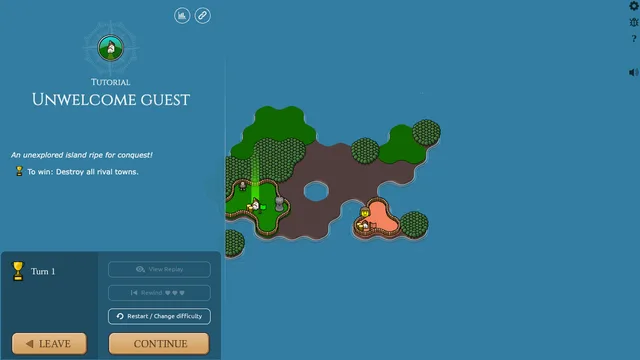 Tutorial
Unwelcome guest
An unexplored island ripe for conquest!
To win: Destroy all rival towns.
Turn 1
View Replay
Rewind:
Restart / Change difficulty
LEAVE
CONTINUE
?